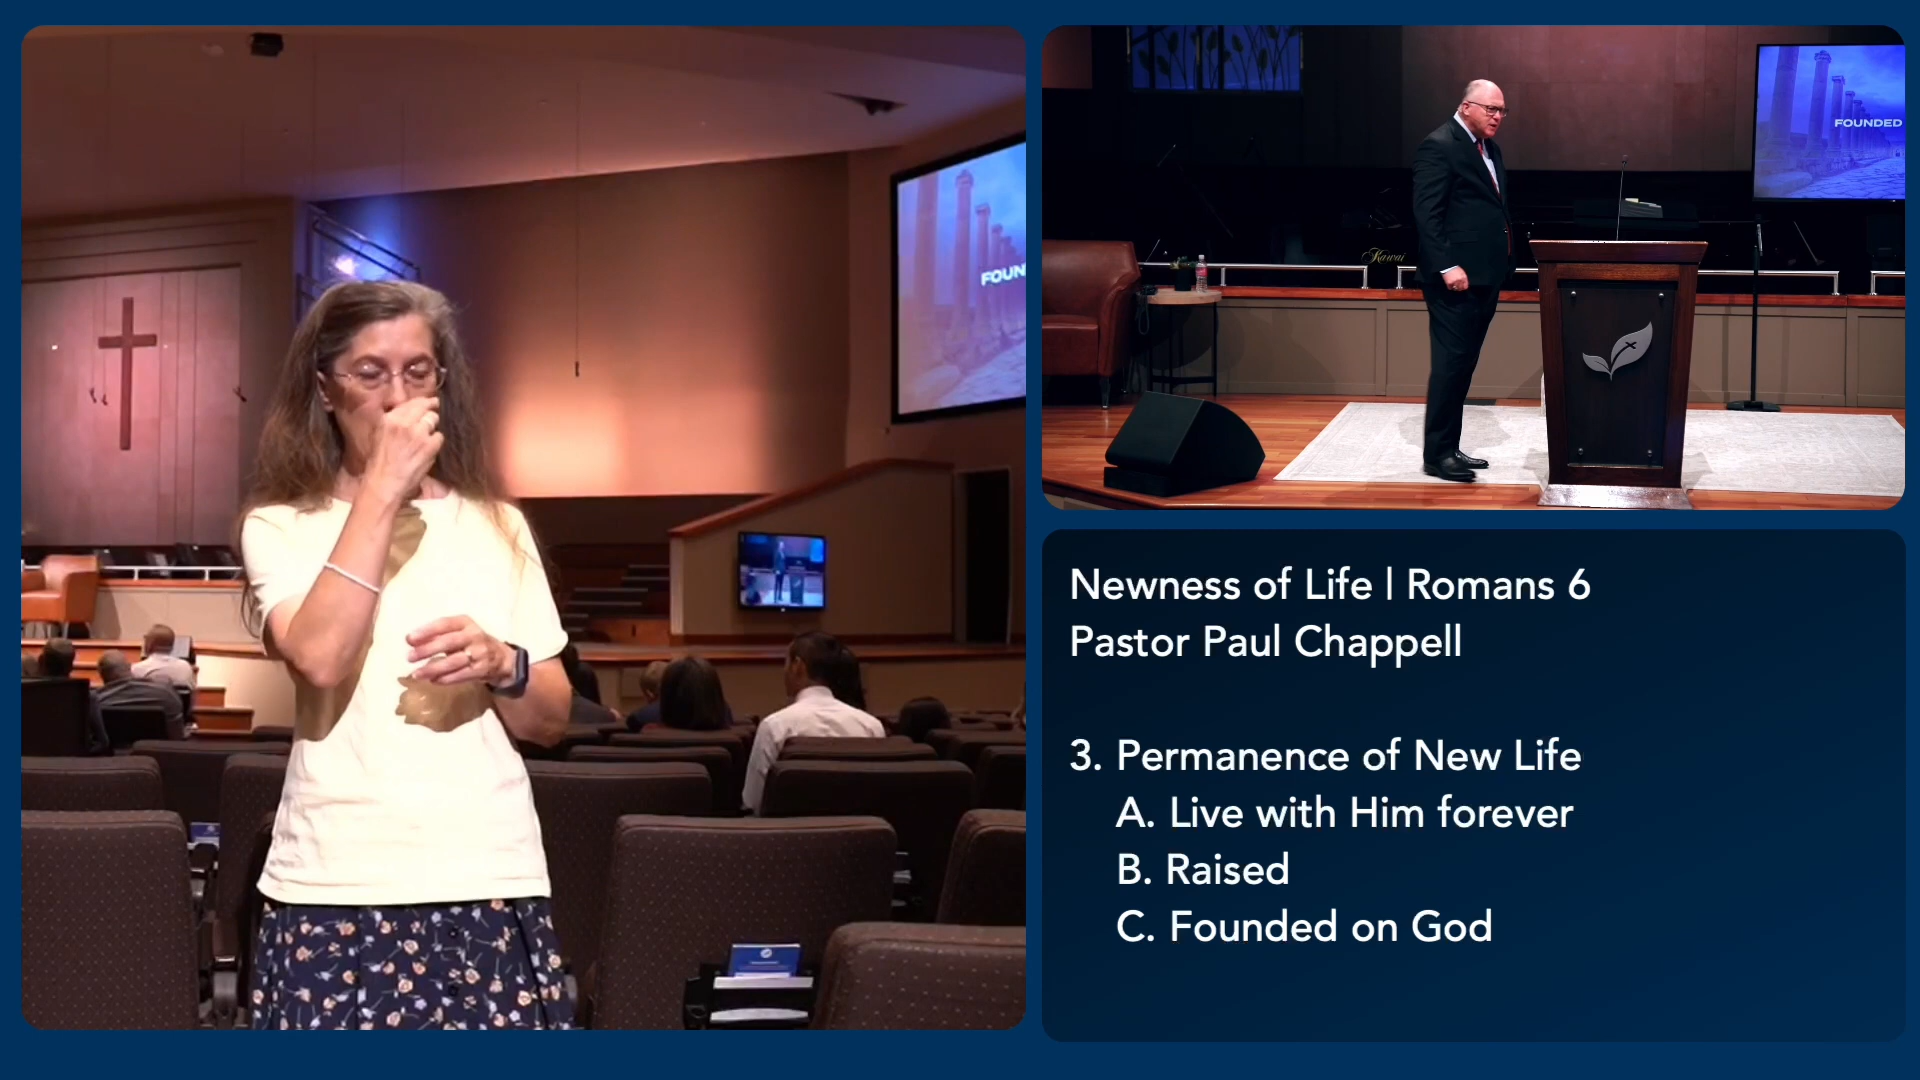 FOUN
Kawai
FOUNDED
Newness of Life | Romans 6
Pastor Paul Chappell
3. Permanence of New Life
A. Live with Him forever
B. Raised
C. Founded on God